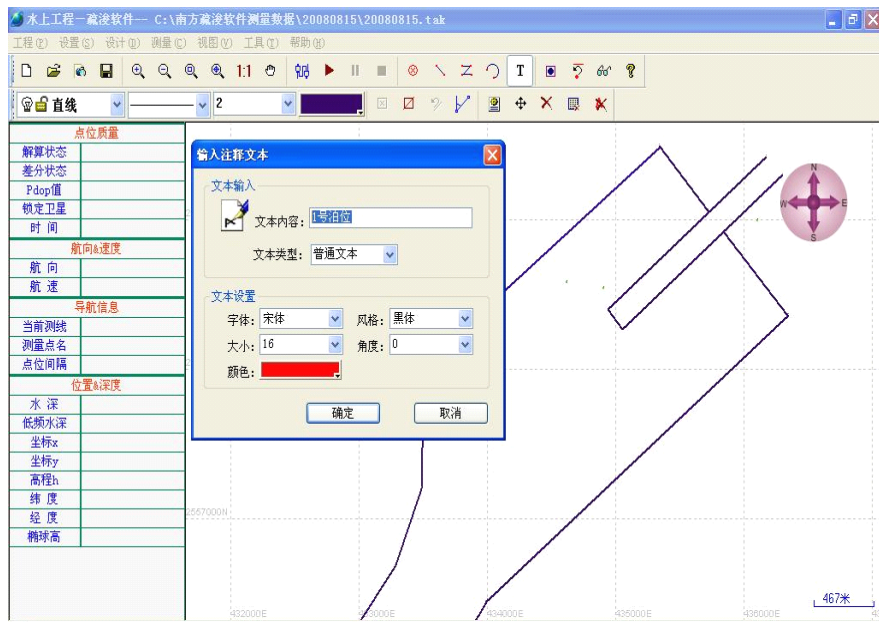 水上工程—疏浚软件-- C:\南方疏浚软件测量数据\20080815\20080815.tak
工程(P) 设置(S) 设计(D) 测量(C) 视图(V) 工具(T) 帮助(H)
1:1 T
直线 2
点位质量
解算状态
差分状态
Pdop值
锁定卫星
时 间
航向&速度
航 向
航 速
导航信息
当前测线
测量点名
点位间隔
位置&深度
水 深
低频水深
坐标x
坐标y
高程h
纬 度
经 度
椭球高
输入注释文本
文本输入
文本内容: 1号泊位
文本类型: 普通文本
文本设置
字体: 宋体 风格: 黑体
大小: 16 角度: 0
颜色:
确定 取消
N
W E
S
2557000N
467米
432000E 433000E 434000E 435000E 436000E